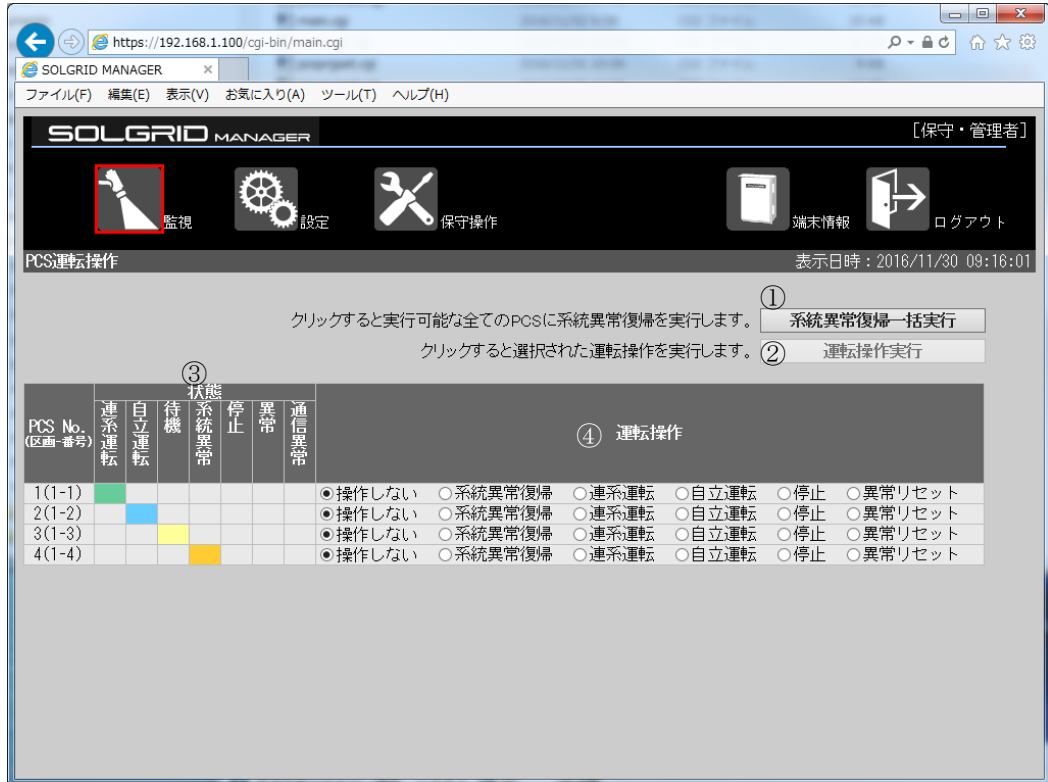 https://192.168.1.100/cgi-bin/main.cgi
SOLGRID MANAGER ×
ファイル(F) 編集(E) 表示(V) お気に入り(A) ツール(T) ヘルプ(H)
SOLGRID MANAGER
[保守・管理者]
監視 設定 保守操作 端末情報 ログアウト
PCS運転操作 表示日時：2016/11/30 09:16:01
①
クリックすると実行可能な全てのPCSに系統異常復帰を実行します。 系統異常復帰一括実行
クリックすると選択された運転操作を実行します。 ② 運転操作実行
③
状態
PCS No.
(区画-番号)
連系運転 自立運転 待機 系統異常 停止 異常 通信異常
④ 運転操作
1(1-1) 操作しない 系統異常復帰 連系運転 自立運転 停止 異常リセット
2(1-2) 操作しない 系統異常復帰 連系運転 自立運転 停止 異常リセット
3(1-3) 操作しない 系統異常復帰 連系運転 自立運転 停止 異常リセット
4(1-4) 操作しない 系統異常復帰 連系運転 自立運転 停止 異常リセット